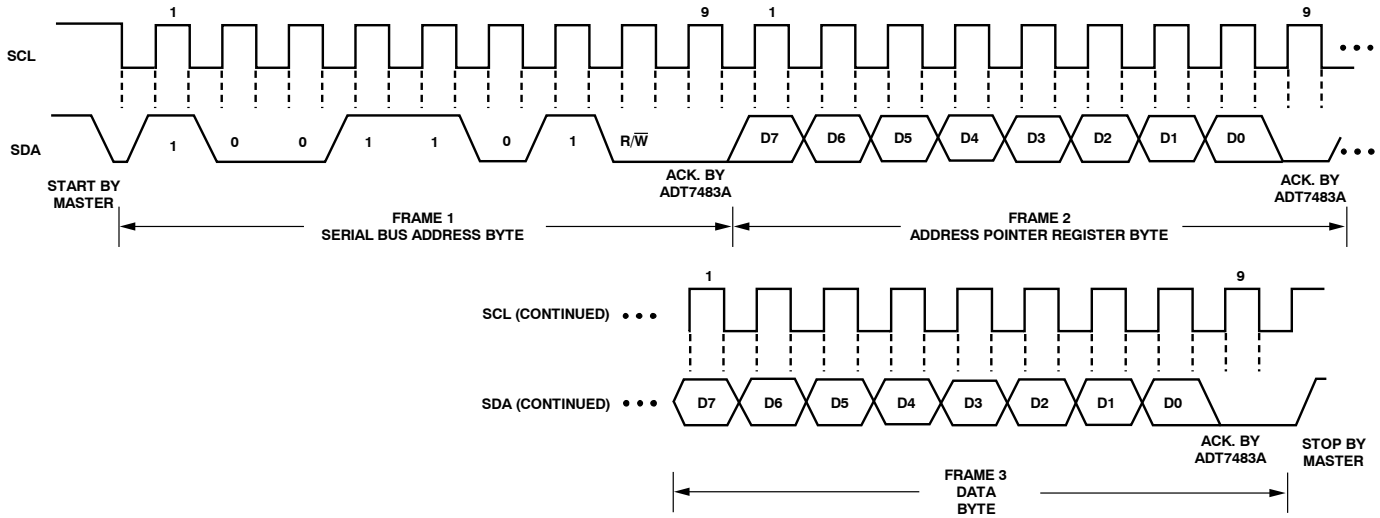 1 9 1 9
SCL
SDA
1 0 0 1 1 0 1 R/W̅ D7 D6 D5 D4 D3 D2 D1 D0
START BY
MASTER
ACK. BY
ADT7483A
ACK. BY
ADT7483A
FRAME 1
SERIAL BUS ADDRESS BYTE
FRAME 2
ADDRESS POINTER REGISTER BYTE
1 9
SCL (CONTINUED)
SDA (CONTINUED)
D7 D6 D5 D4 D3 D2 D1 D0
ACK. BY
ADT7483A
STOP BY
MASTER
FRAME 3
DATA
BYTE